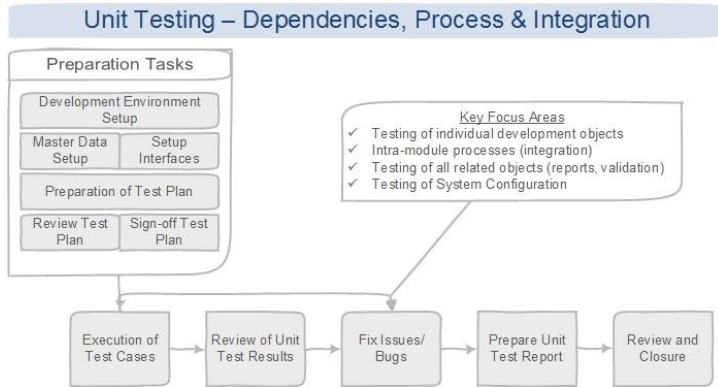 Unit Testing – Dependencies, Process & Integration
Preparation Tasks
Development Environment
Setup
Master Data
Setup
Setup
Interfaces
Preparation of Test Plan
Review Test
Plan
Sign-off Test
Plan
Key Focus Areas
✓ Testing of individual development objects
✓ Intra-module processes (integration)
✓ Testing of all related objects (reports, validation)
✓ Testing of System Configuration
Execution of
Test Cases
Review of Unit
Test Results
Fix Issues/
Bugs
Prepare Unit
Test Report
Review and
Closure